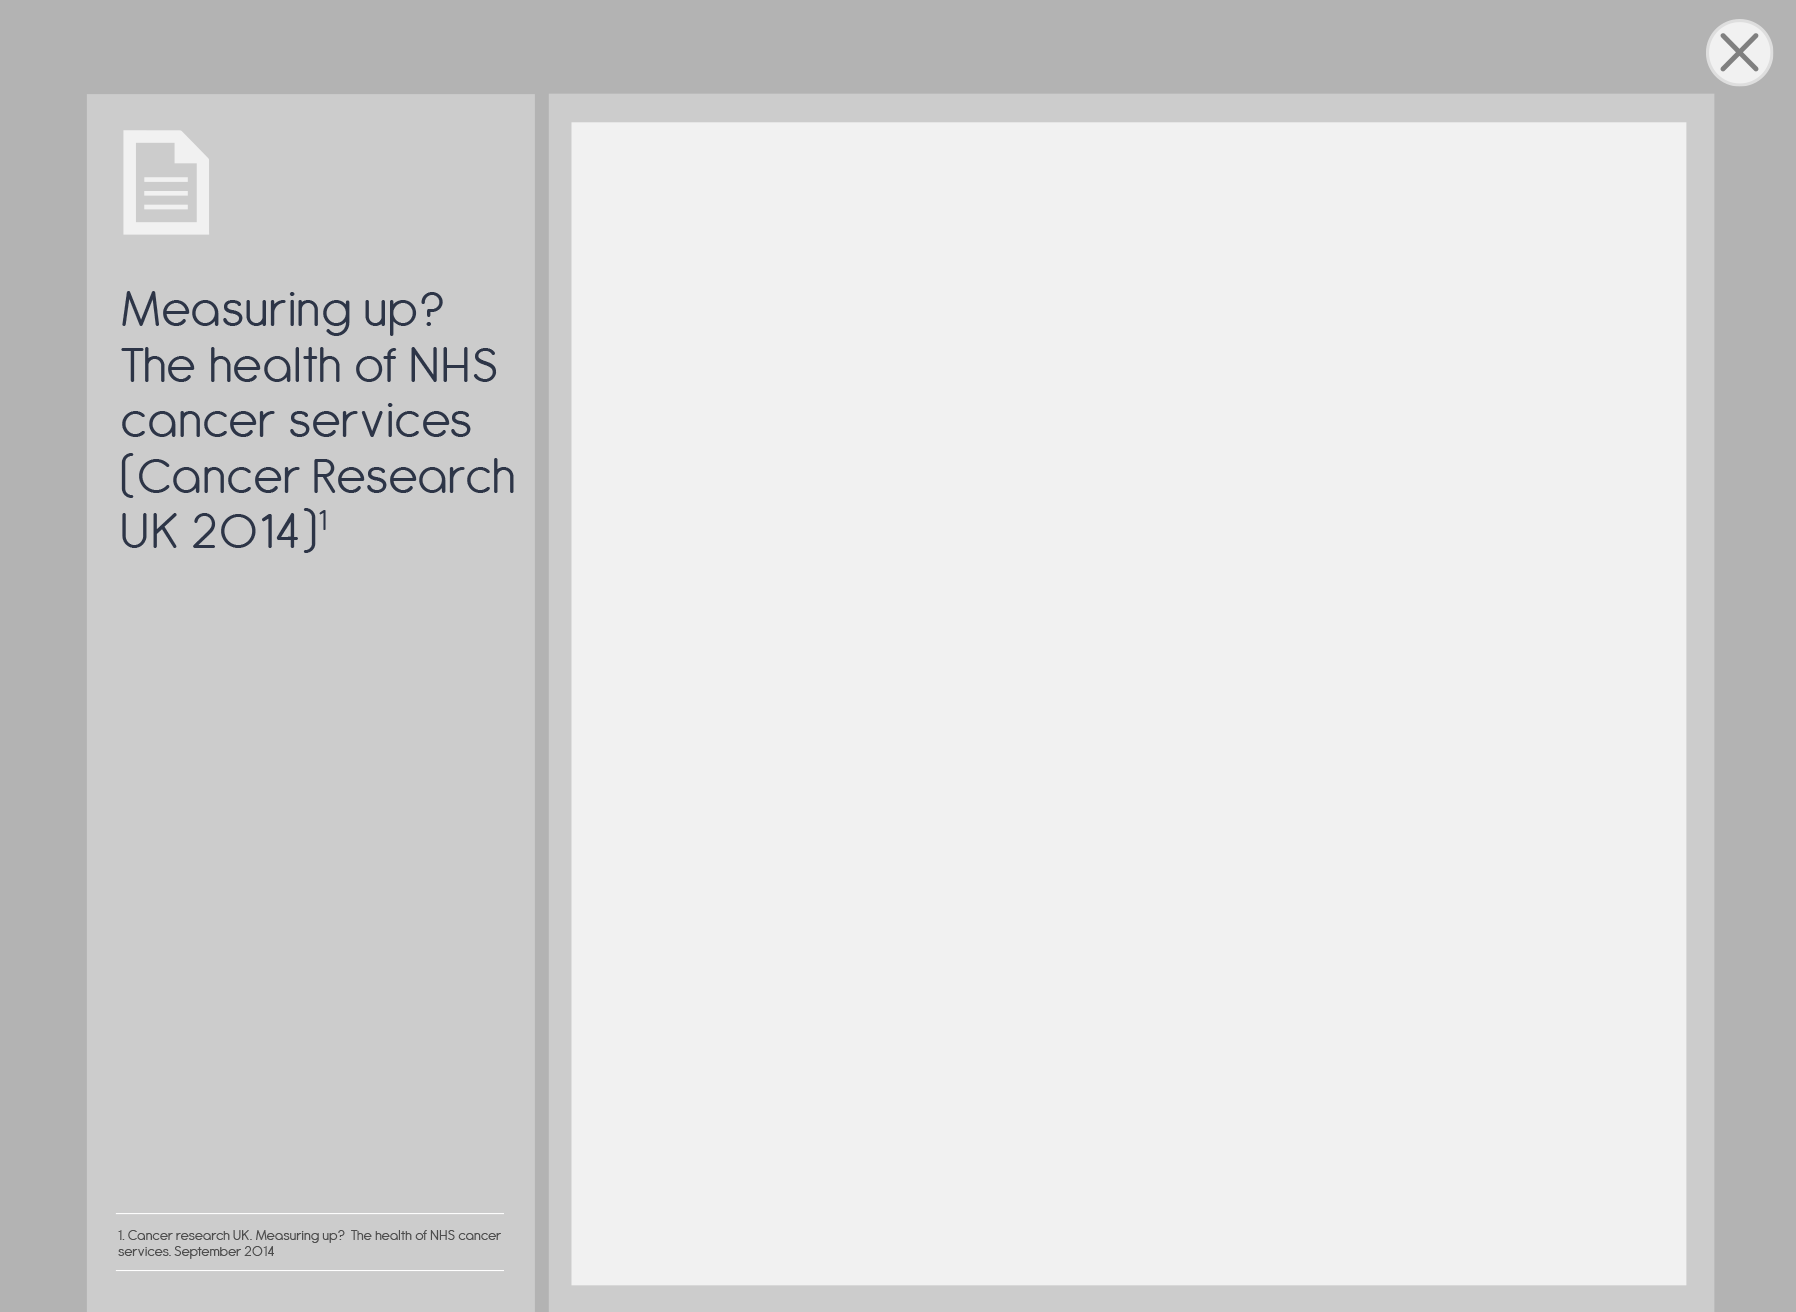 Measuring up?
The health of NHS
cancer services
(Cancer Research
UK 2014)¹
1. Cancer research UK. Measuring up?  The health of NHS cancer
services. September 2014